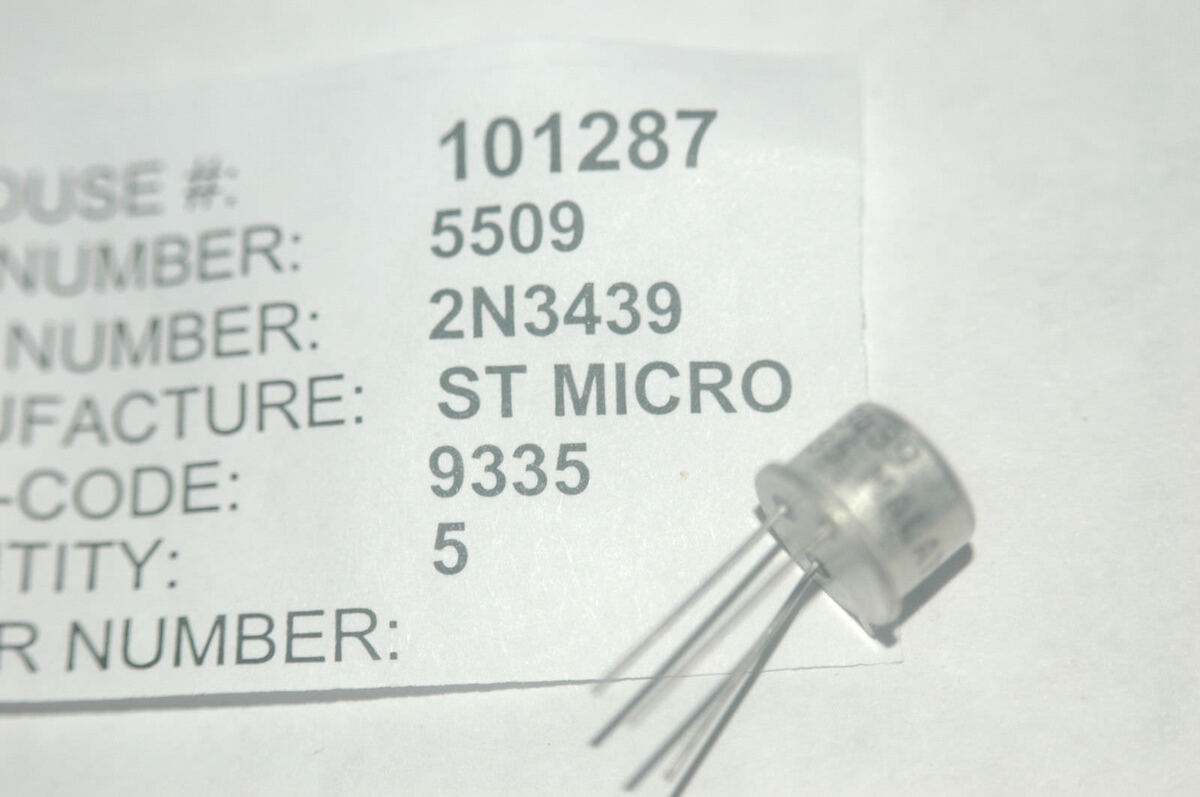 OUSE #: 101287
NUMBER: 5509
NUMBER: 2N3439
UFACTURE: ST MICRO
-CODE: 9335
TITY: 5
R NUMBER: